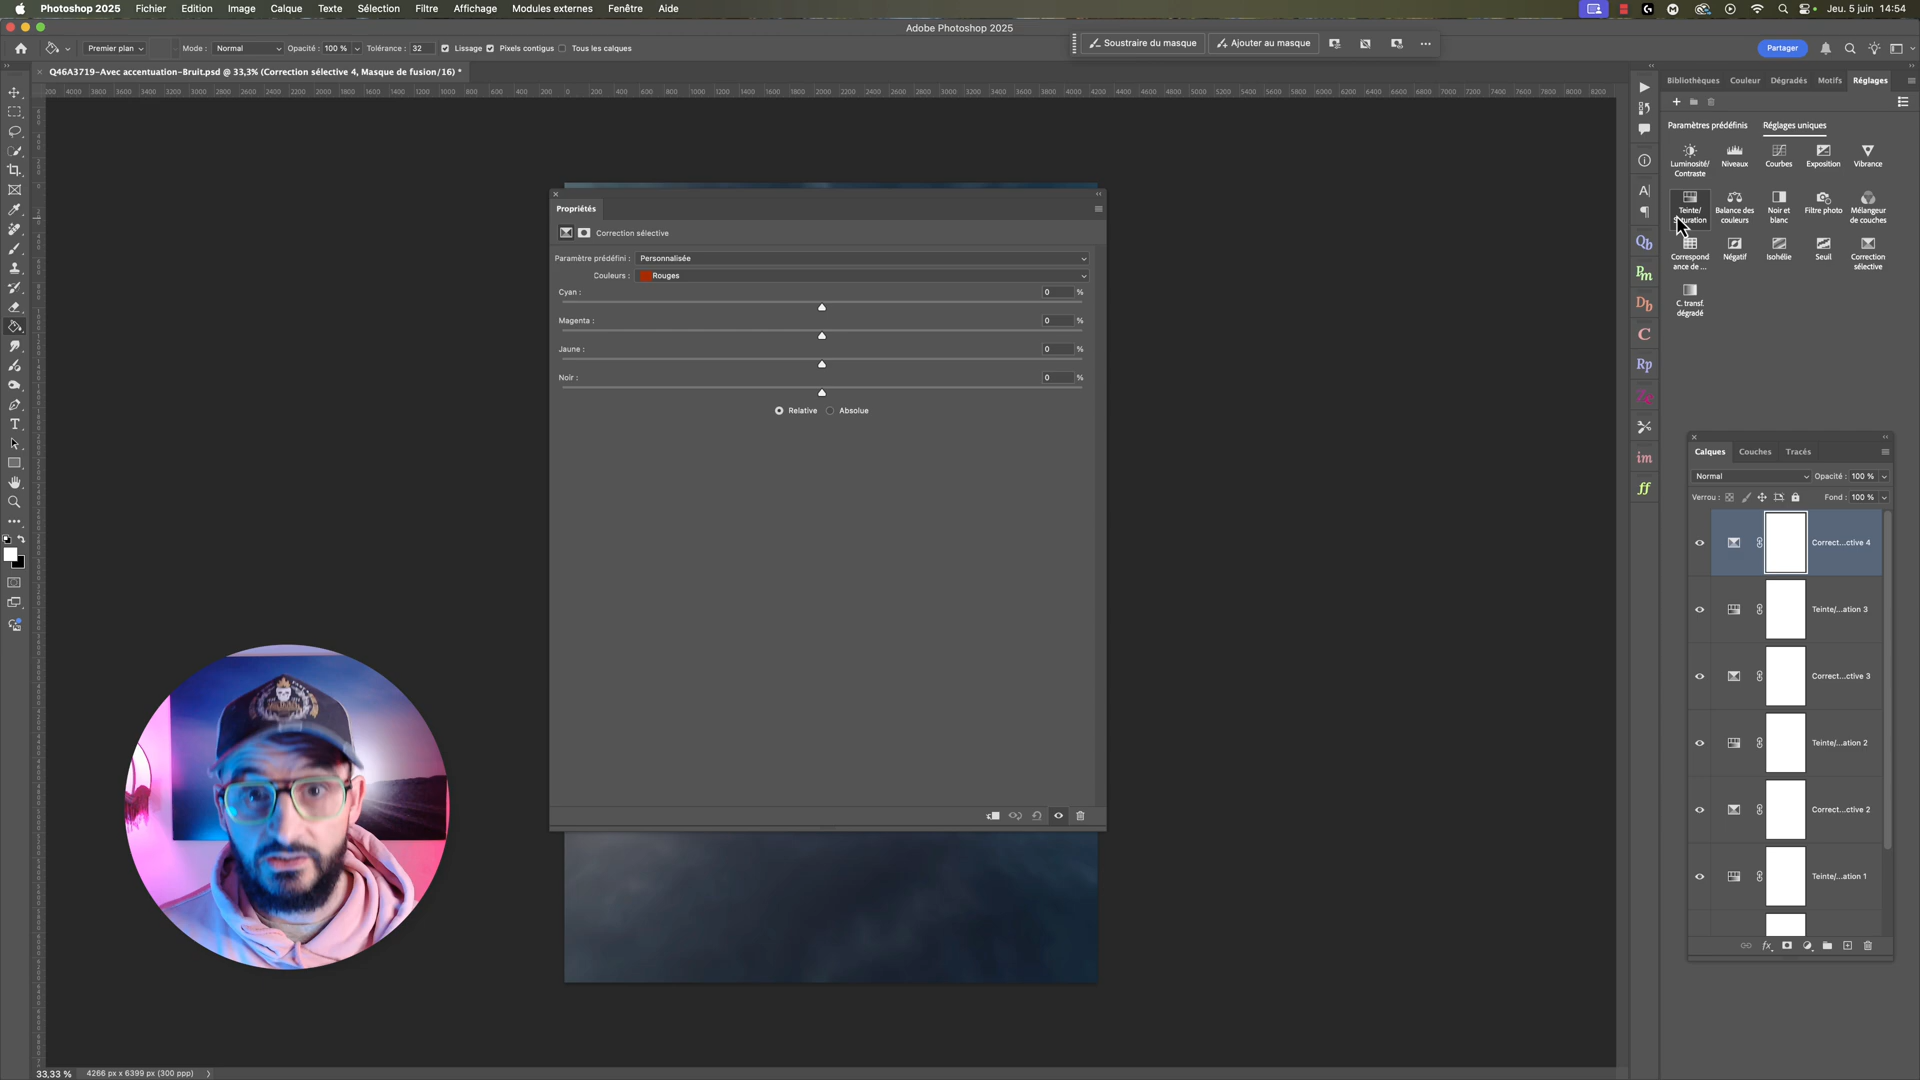 Photoshop 2025 Fichier Edition Image Calque Texte Sélection Filtre Affichage Modules externes Fenêtre Aide
Jeu. 5 juin 14:54
Adobe Photoshop 2025
Premier plan Mode : Normal Opacité : 100 % Tolérance : 32 Lissage Pixels contigus Tous les calques
Soustraire du masque Ajouter au masque
Partager
Q46A3719-Avec accentuation-Bruit.psd @ 33,3% (Correction sélective 4, Masque de fusion/16) *
Bibliothèques Couleur Dégradés Motifs Réglages
Paramètres prédéfinis Réglages uniques
Luminosité/
Contraste
Niveaux
Courbes
Exposition
Vibrance
Teinte/
Balance des
couleurs
Noir et
blanc
Filtre photo
Mélangeur
de couches
Correspond
ance de ...
Négatif
Isohélie
Seuil
Correction
sélective
C. transf.
dégradé
Qb
Pm
Db
C
Rp
Ze
im
ff
Propriétés
Correction sélective
Paramètre prédéfini : Personnalisée
Couleurs : Rouges
Cyan : 0 %
Magenta : 0 %
Jaune : 0 %
Noir : 0 %
Relative Absolue
Calques Couches Tracés
Normal Opacité : 100 %
Verrou : Fond : 100 %
Correct...ctive 4
Teinte/...ation 3
Correct...ctive 3
Teinte/...ation 2
Correct...ctive 2
Teinte/...ation 1
33,33 % 4266 px x 6399 px (300 ppp)